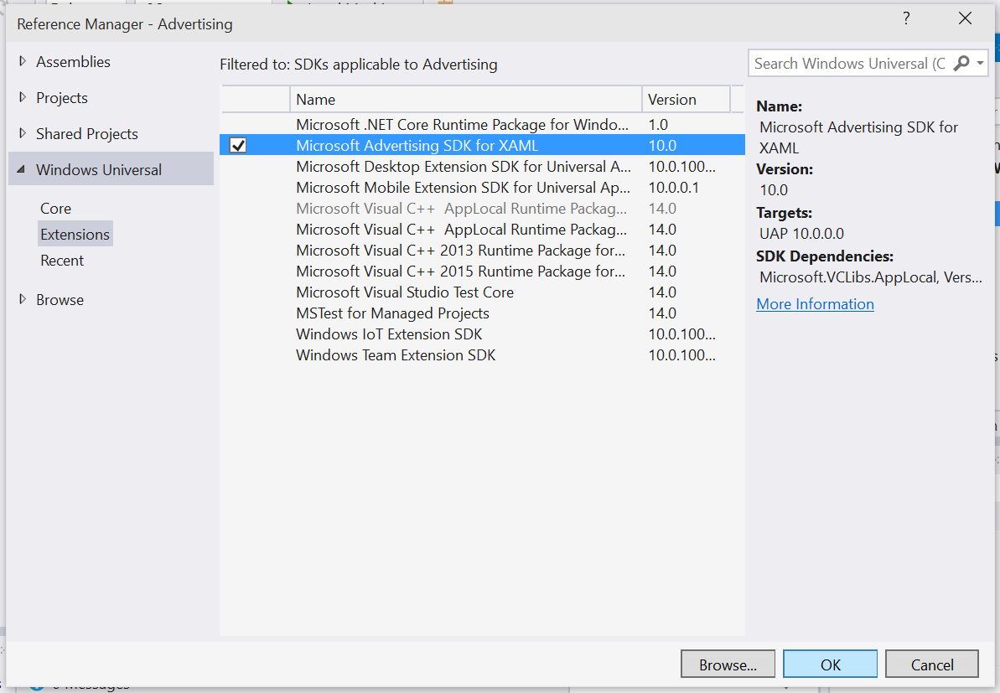 Reference Manager - Advertising
?
Assemblies
Projects
Shared Projects
Windows Universal
Core
Extensions
Recent
Browse
Filtered to: SDKs applicable to Advertising
Name Version
Microsoft .NET Core Runtime Package for Windo... 1.0
Microsoft Advertising SDK for XAML 10.0
Microsoft Desktop Extension SDK for Universal A... 10.0.100...
Microsoft Mobile Extension SDK for Universal Ap... 10.0.0.1
Microsoft Visual C++ AppLocal Runtime Packag... 14.0
Microsoft Visual C++ AppLocal Runtime Packag... 14.0
Microsoft Visual C++ 2013 Runtime Package for... 14.0
Microsoft Visual C++ 2015 Runtime Package for... 14.0
Microsoft Visual Studio Test Core 14.0
MSTest for Managed Projects 14.0
Windows IoT Extension SDK 10.0.100...
Windows Team Extension SDK 10.0.100...
Search Windows Universal (C
Name:
Microsoft Advertising SDK for
XAML
Version:
10.0
Targets:
UAP 10.0.0.0
SDK Dependencies:
Microsoft.VCLibs.AppLocal, Vers...
More Information
Browse... OK Cancel